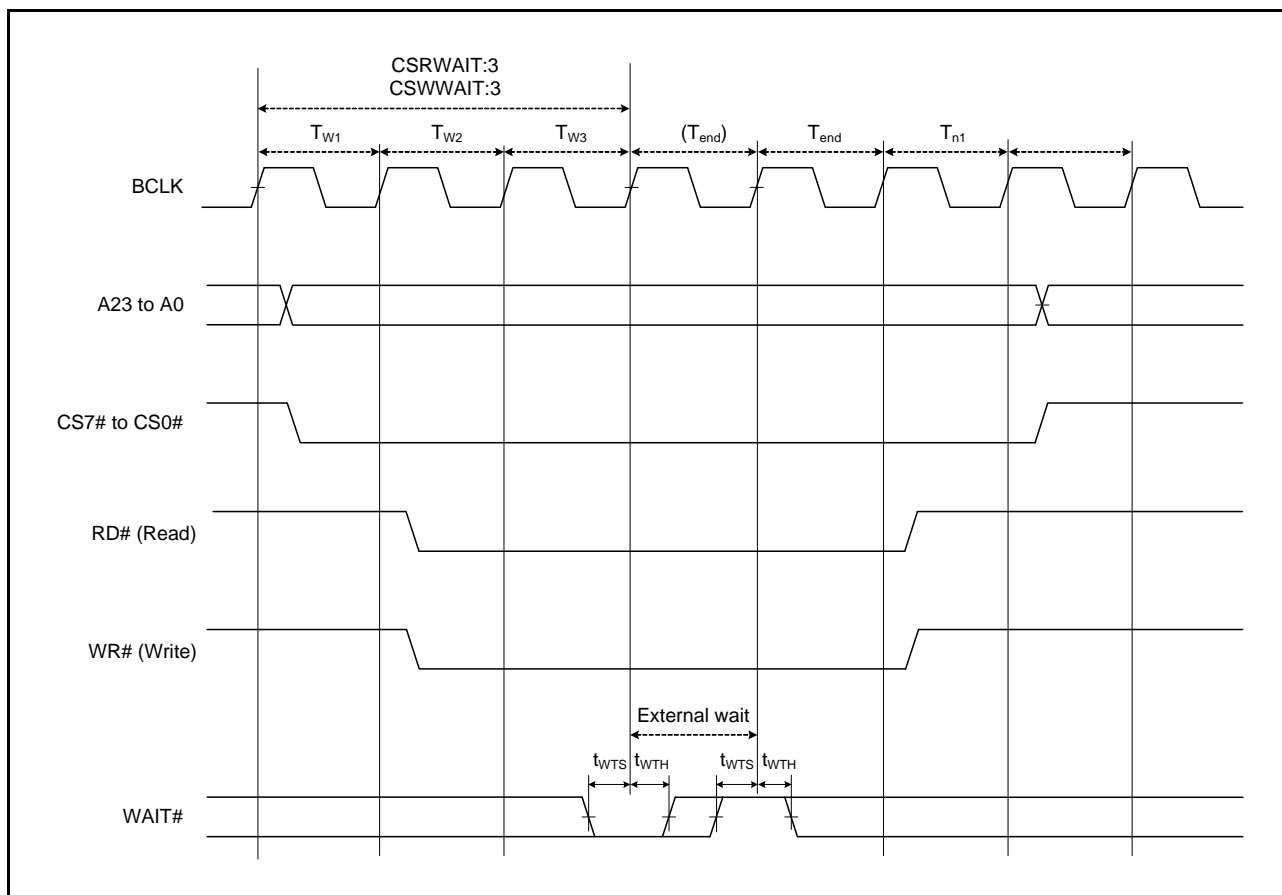 CSRWAIT:3
CSWWAIT:3
TW1 TW2 TW3 (Tend) Tend Tn1
BCLK
A23 to A0
CS7# to CS0#
RD# (Read)
WR# (Write)
External wait
tWTS tWTH tWTS tWTH
WAIT#